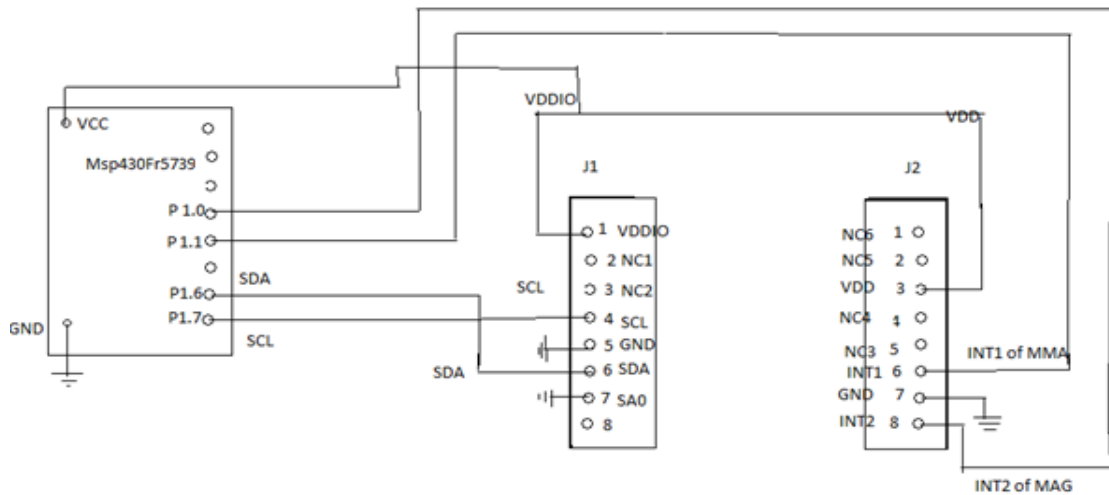 VDDIO
VDD
VCC
Msp430Fr5739
J1
J2
P 1.0
P1.1
SDA
P1.6
P1.7
SCL
GND
SCL
SDA
1 VDDIO
2 NC1
3 NC2
4 SCL
5 GND
6 SDA
7 SA0
8
NC6 1
NC5 2
VDD 3
NC4 4
NC3 5
INT1 6
GND 7
INT2 8
INT1 of MMA
INT2 of MAG